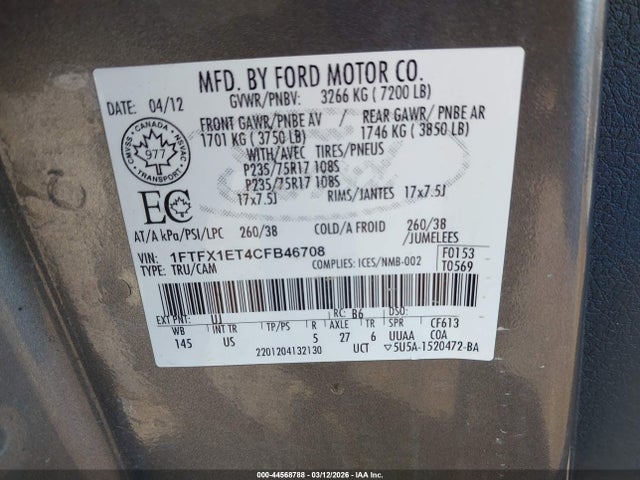 MFD. BY FORD MOTOR CO.
DATE: 04/12
GVWR/PNBV: 3266 KG ( 7200 LB)
FRONT GAWR/PNBE AV / REAR GAWR/ PNBE AR
1701 KG ( 3750 LB) 1746 KG ( 3850 LB)
WITH/AVEC TIRES/PNEUS
P235/75R17 108S
P235/75R17 108S
17x7.5J RIMS/JANTES 17x7.5J
CANADA
CMVSS NSVAC
977
TRANSPORT
EC
AT/A kPa/PSI/LPC 260/38 COLD/A FROID 260/38
/JUMELEES
VIN: 1FTFX1ET4CFB46708 F0153
TYPE: TRU/CAM COMPLIES: ICES/NMB-002 T0569
EXT PNT: UJ RC: B6 DSO:
WB INT TR TP/PS R AXLE TR SPR CF613
145 US 5 27 6 UUAA COA
2201204132130 UCT 5U5A-1520472-BA
000-44568788 - 03/12/2026 - IAA Corp.